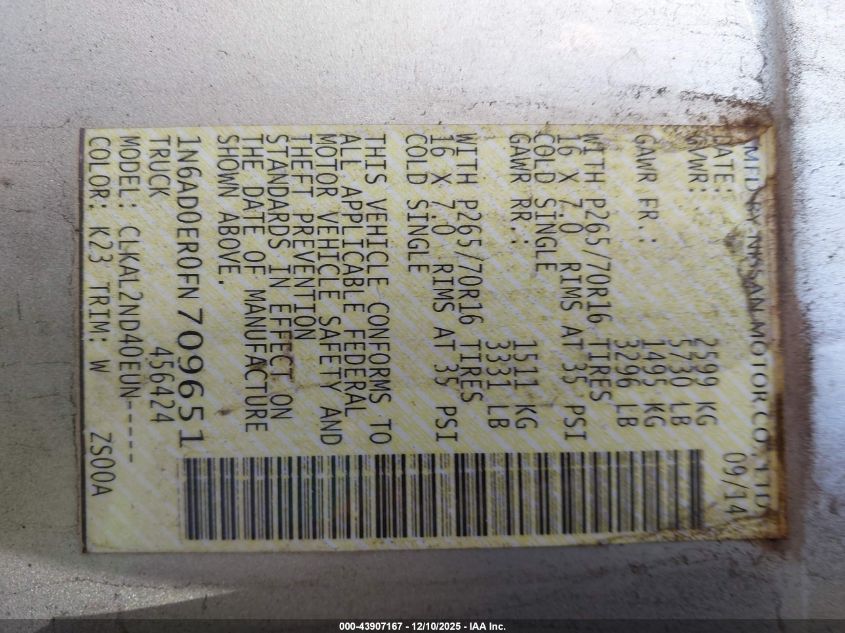 MFD BY NISSAN MOTOR CO., LTD
DATE: 09/14
GVWR: 2599 KG
5730 LB
GAWR FR.: 1495 KG
3296 LB
WITH P265/70R16 TIRES
16 X 7.0 RIMS AT 35 PSI
COLD SINGLE
GAWR RR.: 1511 KG
3331 LB
WITH P265/70R16 TIRES
16 X 7.0 RIMS AT 35 PSI
COLD SINGLE
THIS VEHICLE CONFORMS TO
ALL APPLICABLE FEDERAL
MOTOR VEHICLE SAFETY AND
THEFT PREVENTION
STANDARDS IN EFFECT ON
THE DATE OF MANUFACTURE
SHOWN ABOVE.
1N6AD0ER0FN709651
TRUCK 456424
MODEL: CLKAL2ND40EUN-----
COLOR: K23 TRIM: W ZS00A
000-43907167 - 12/10/2025 - IAA Inc.